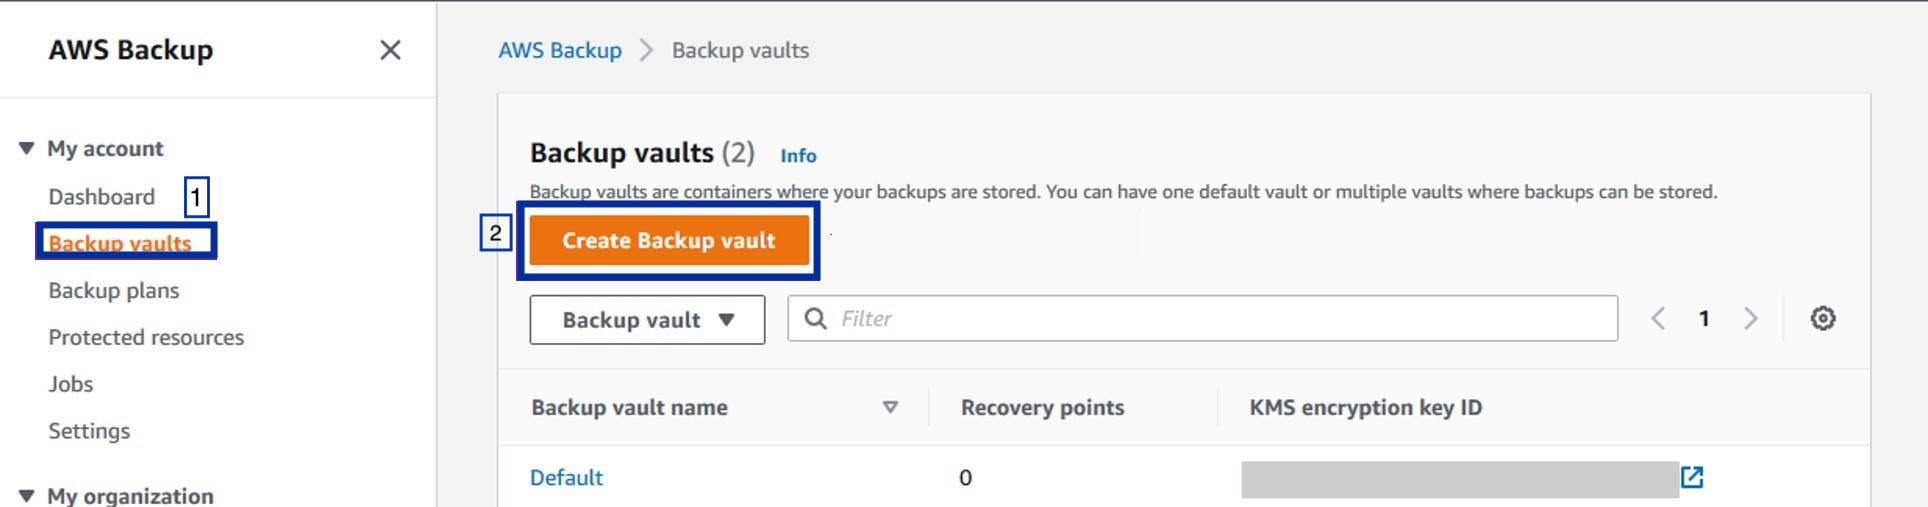 AWS Backup
My account
Dashboard
1
Backup vaults
Backup plans
Protected resources
Jobs
Settings
My organization
AWS Backup > Backup vaults
Backup vaults (2) Info
Backup vaults are containers where your backups are stored. You can have one default vault or multiple vaults where backups can be stored.
2
Create Backup vault
Backup vault
Filter
1
Backup vault name Recovery points KMS encryption key ID
Default 0